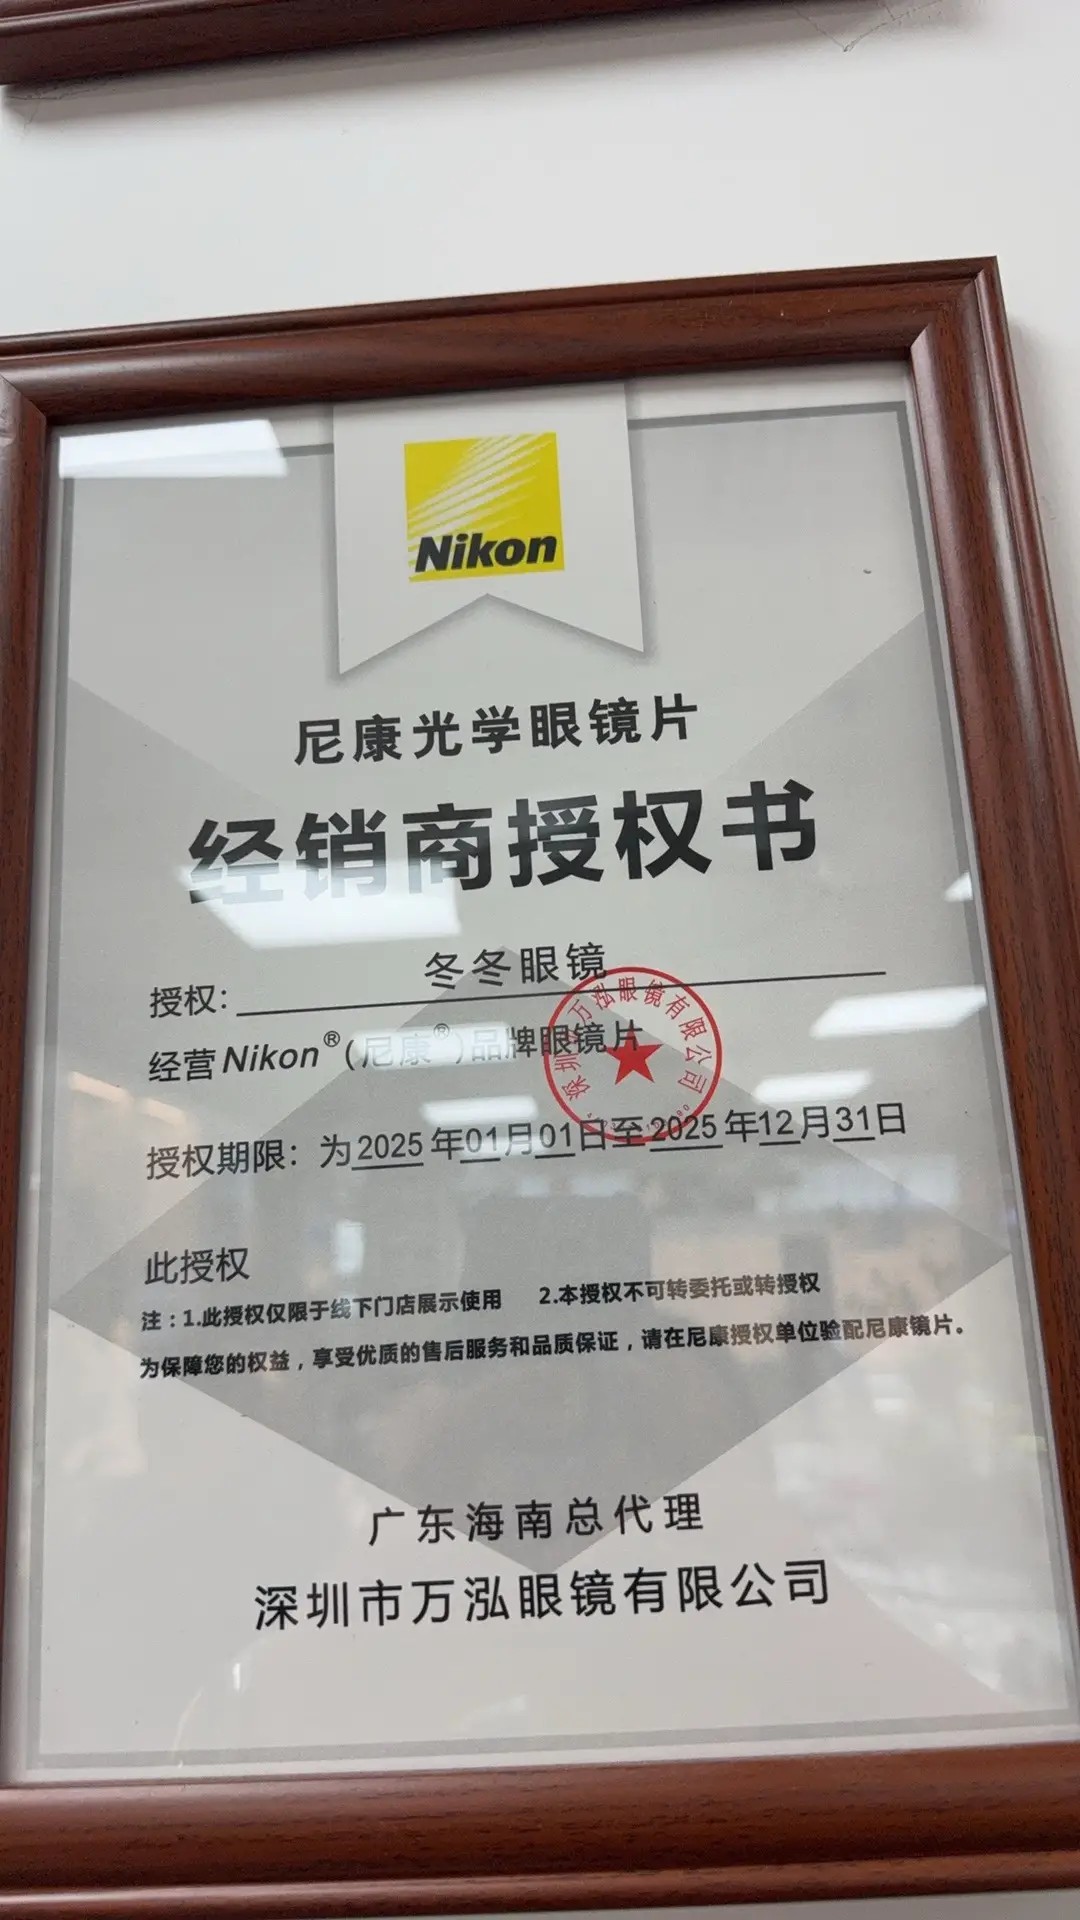 Nikon
尼康光学眼镜片
经销商授权书
授权：冬冬眼镜
经营Nikon®(尼康®)品牌眼镜片
深圳市万泓眼镜有限公司
授权期限：为2025年01月01日至2025年12月31日
此授权
注：1.此授权仅限于线下门店展示使用 2.本授权不可转委托或转授权
为保障您的权益，享受优质的售后服务和品质保证，请在尼康授权单位验配尼康镜片。
广东海南总代理
深圳市万泓眼镜有限公司